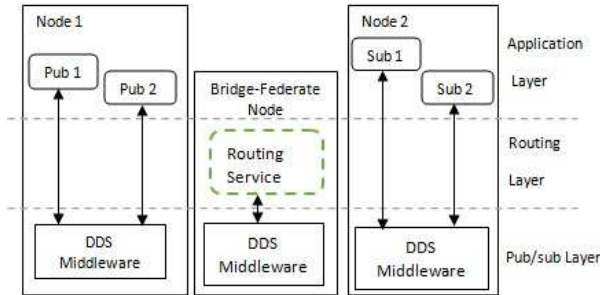 Node 1
Pub 1
Pub 2
DDS
Middleware
Bridge-Federate
Node
Routing
Service
DDS
Middleware
Node 2
Sub 1
Sub 2
DDS
Middleware
Application
Layer
Routing
Layer
Pub/sub Layer